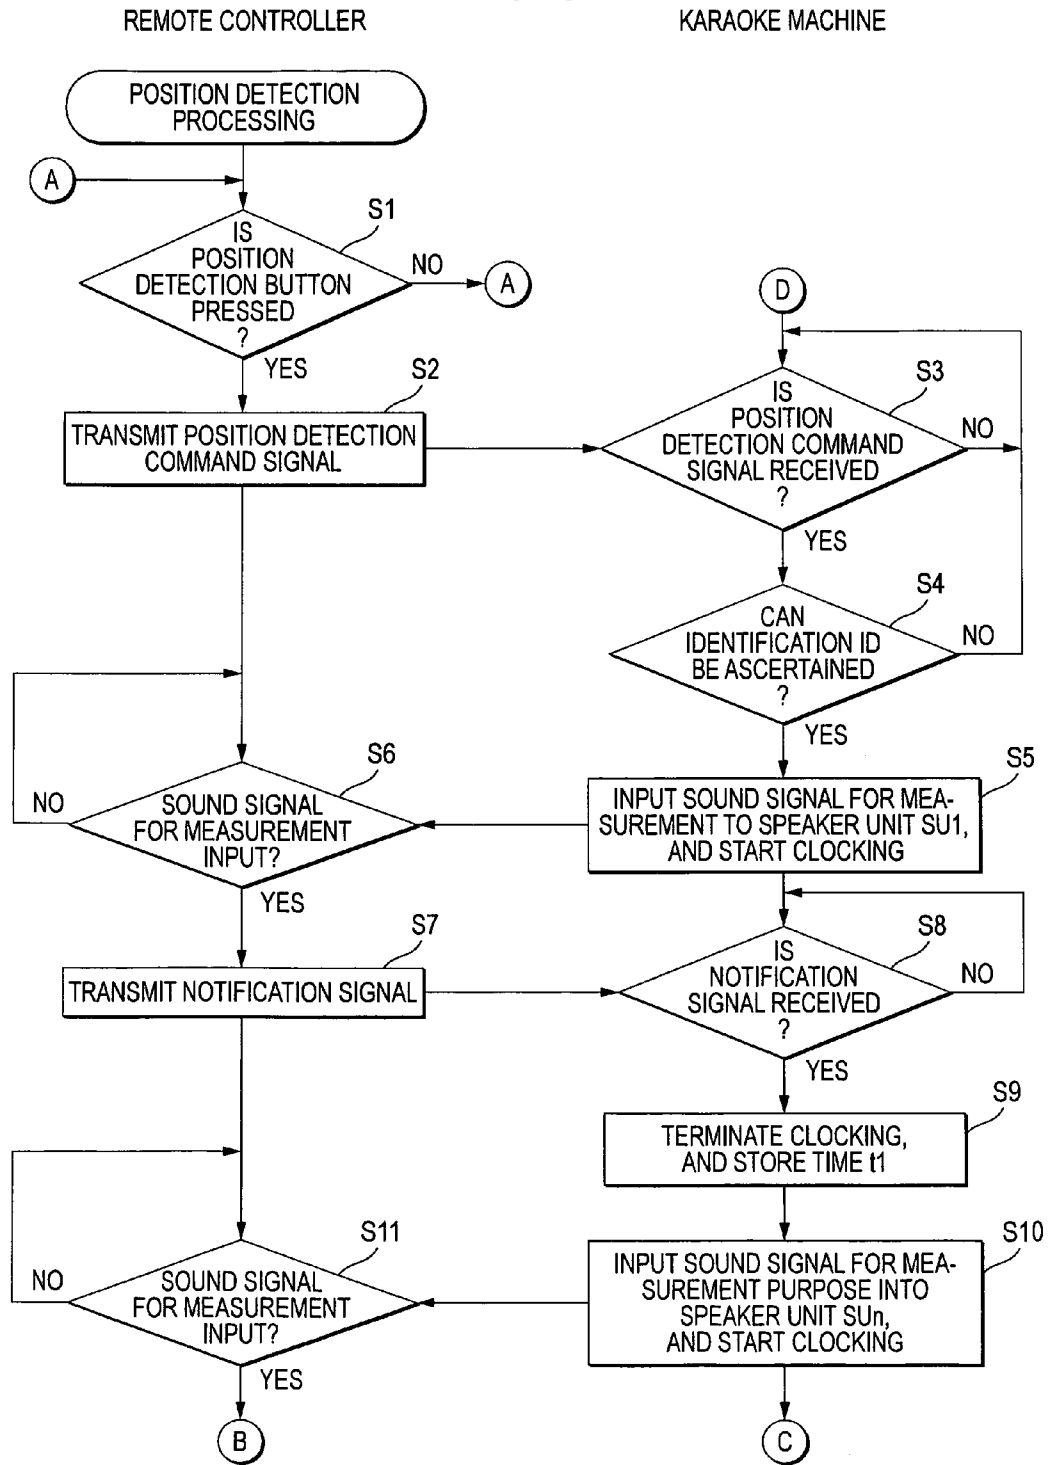 REMOTE CONTROLLER
KARAOKE MACHINE
POSITION DETECTION
PROCESSING
A
S1
IS
POSITION
DETECTION BUTTON
PRESSED
?
NO
A
YES
S2
TRANSMIT POSITION DETECTION
COMMAND SIGNAL
D
S3
IS
POSITION
DETECTION COMMAND
SIGNAL RECEIVED
?
NO
YES
S4
CAN
IDENTIFICATION ID
BE ASCERTAINED
?
NO
YES
S5
INPUT SOUND SIGNAL FOR MEA-
SUREMENT TO SPEAKER UNIT SU1,
AND START CLOCKING
S6
SOUND SIGNAL
FOR MEASUREMENT
INPUT?
NO
YES
S7
TRANSMIT NOTIFICATION SIGNAL
S8
IS
NOTIFICATION
SIGNAL RECEIVED
?
NO
YES
S9
TERMINATE CLOCKING,
AND STORE TIME t1
S10
INPUT SOUND SIGNAL FOR MEA-
SUREMENT PURPOSE INTO
SPEAKER UNIT SUn,
AND START CLOCKING
S11
SOUND SIGNAL
FOR MEASUREMENT
INPUT?
NO
YES
B
C